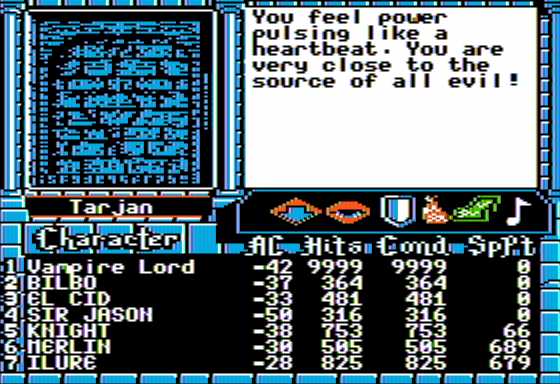 You feel power
pulsing like a
heartbeat. You are
very close to the
source of all evil!
Tarjan
Character AC Hits Cond SpPt
1 Vampire Lord -42 9999 9999 0
2 BILBO -37 364 364 0
3 EL CID -33 481 481 0
4 SIR JASON -50 316 316 0
5 KNIGHT -38 753 753 66
6 MERLIN -30 505 505 689
7 ILURE -28 825 825 679